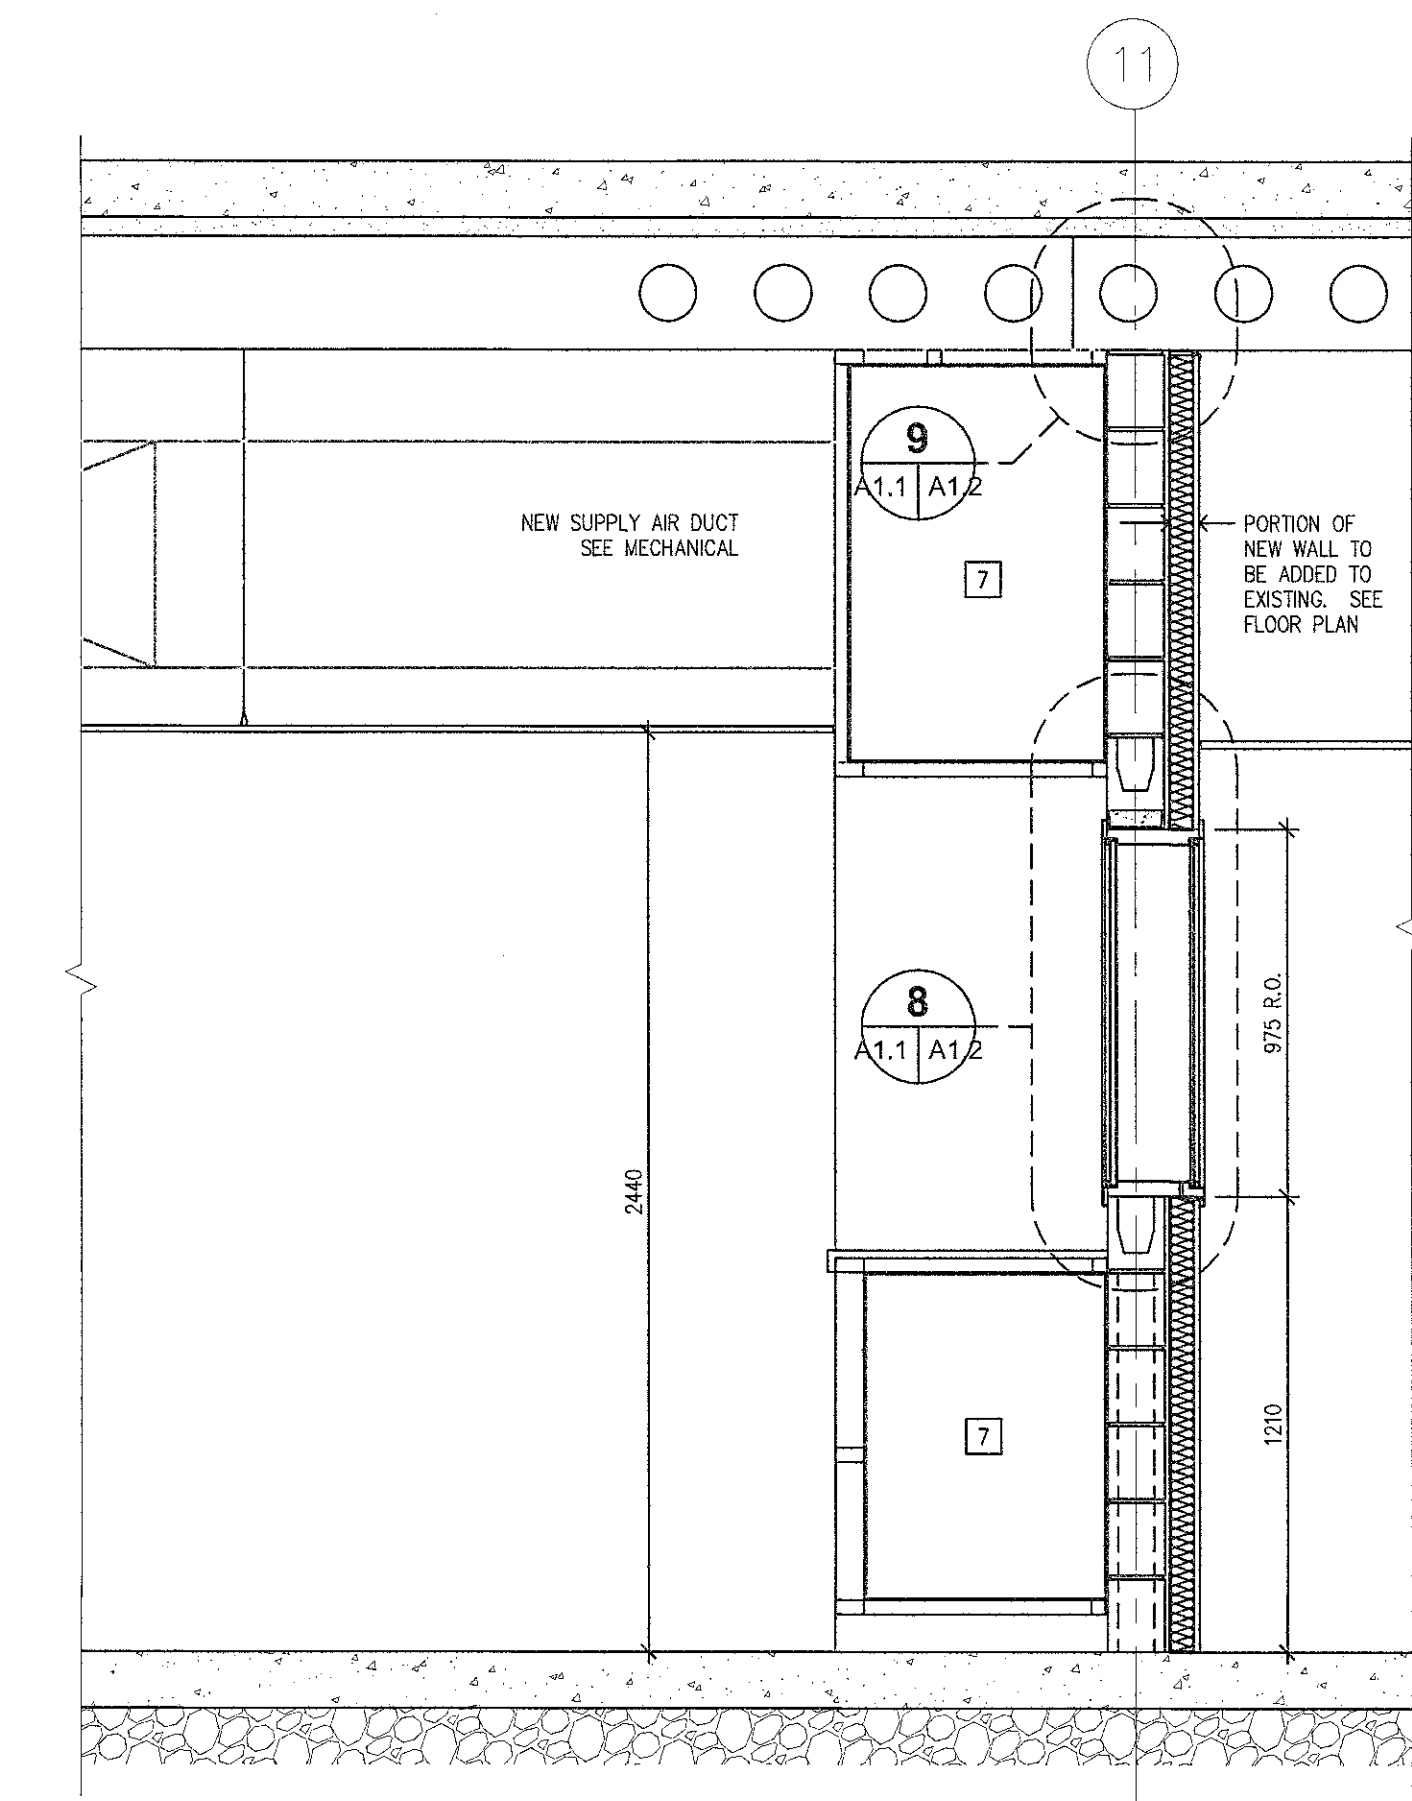 11
9
A1.1 A1.2
NEW SUPPLY AIR DUCT
SEE MECHANICAL
PORTION OF
NEW WALL TO
BE ADDED TO
EXISTING. SEE
FLOOR PLAN
7
8
A1.1 A1.2
975 R.O.
2440
1210
7